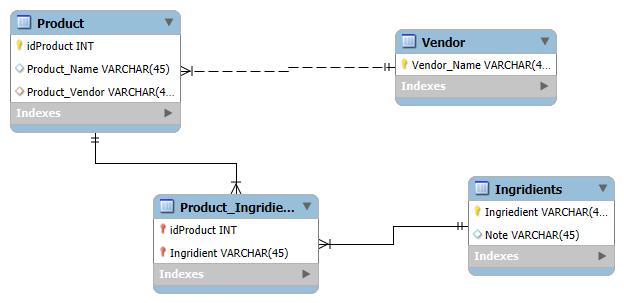 Product
idProduct INT
Product_Name VARCHAR(45)
Product_Vendor VARCHAR(4...
Indexes
Vendor
Vendor_Name VARCHAR(4...
Indexes
Product_Ingridie...
idProduct INT
Ingridient VARCHAR(45)
Indexes
Ingridients
Ingriedient VARCHAR(4...
Note VARCHAR(45)
Indexes